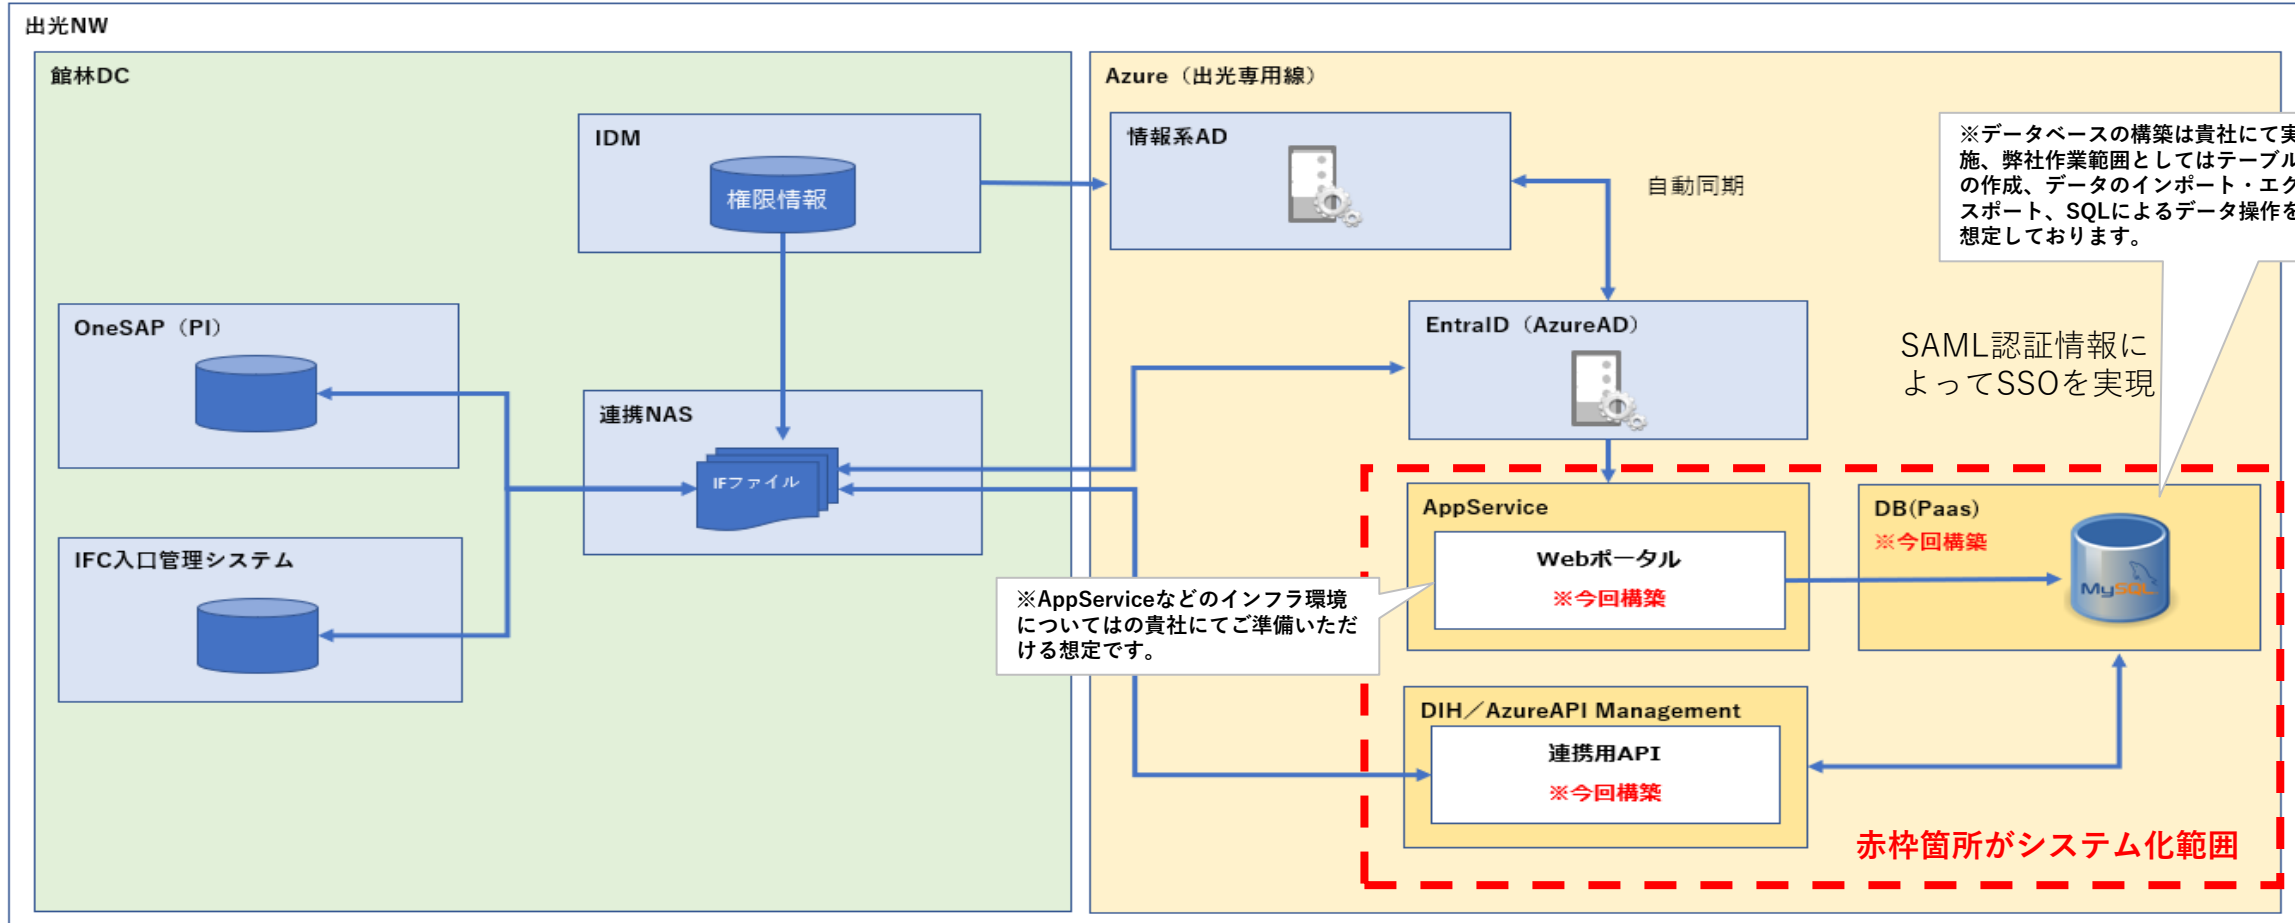 出光NW
館林DC
IDM
権限情報
OneSAP（PI）
連携NAS
IFファイル
IFC入口管理システム
Azure（出光専用線）
情報系AD
自動同期
※データベースの構築は貴社にて実
施、弊社作業範囲としてはテーブル
の作成、データのインポート・エク
スポート、SQLによるデータ操作を
想定しております。
EntraID（AzureAD）
SAML認証情報に
よってSSOを実現
AppService
Webポータル
※今回構築
DB(Paas)
※今回構築
MySQL
※AppServiceなどのインフラ環境
についてはの貴社にてご準備いただ
ける想定です。
DIH／AzureAPI Management
連携用API
※今回構築
赤枠箇所がシステム化範囲